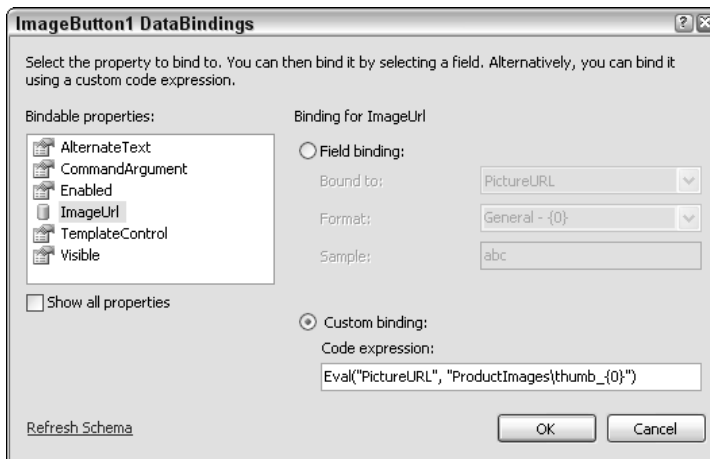 ImageButton1 DataBindings
Select the property to bind to. You can then bind it by selecting a field. Alternatively, you can bind it
using a custom code expression.
Bindable properties:
AlternateText
CommandArgument
Enabled
ImageUrl
TemplateControl
Visible
Show all properties
Binding for ImageUrl
Field binding:
Bound to: PictureURL
Format: General - {0}
Sample: abc
Custom binding:
Code expression:
Eval("PictureURL", "ProductImages\thumb_{0}")
Refresh Schema
OK
Cancel